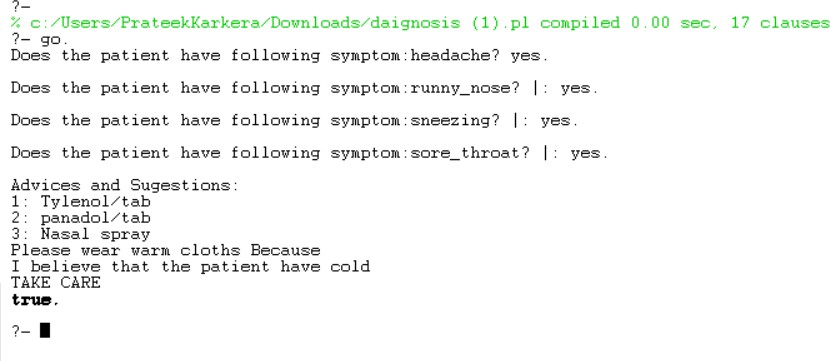 ?-
% c:/Users/PrateekKarkera/Downloads/daignosis (1).pl compiled 0.00 sec, 17 clauses
?- go.
Does the patient have following symptom:headache? yes.
Does the patient have following symptom:runny_nose? |: yes.
Does the patient have following symptom:sneezing? |: yes.
Does the patient have following symptom:sore_throat? |: yes.
Advices and Sugestions:
1: Tylenol/tab
2: panadol/tab
3: Nasal spray
Please wear warm cloths Because
I believe that the patient have cold
TAKE CARE
true.
?-